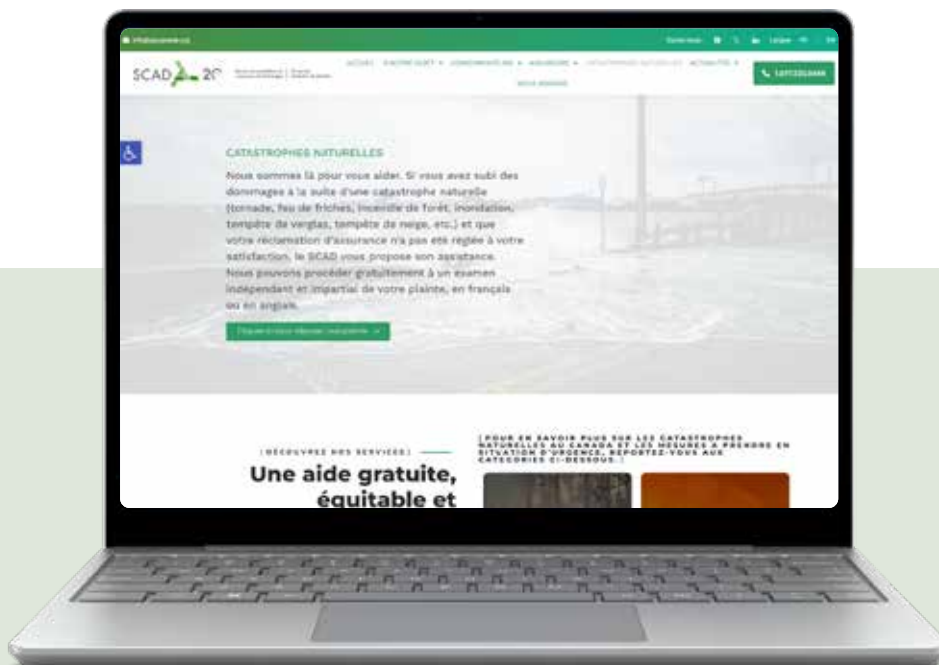 SCAD 20
ACCUEIL
ACTUALITÉS
CATASTROPHES NATURELLES
Nous sommes là pour vous aider. Si vous avez subi des
dommages à la suite d'une catastrophe naturelle
(tornade, feu de friches, incendie de forêt, inondation,
tempête de verglas, tempête de neige, etc.) et que
votre réclamation d'assurance n'a pas été réglée à votre
satisfaction, le SCAD vous propose son assistance.
Nous pouvons procéder gratuitement à un examen
indépendant et impartial de votre plainte, en français
ou en anglais.
[DÉCOUVREZ NOS SERVICES]
Une aide gratuite,
équitable et
[POUR EN SAVOIR PLUS SUR LES CATASTROPHES
NATURELLES AU CANADA ET LES MESURES À PRENDRE EN
SITUATION D'URGENCE, REPORTEZ-VOUS AUX
CATÉGORIES CI-DESSOUS.]